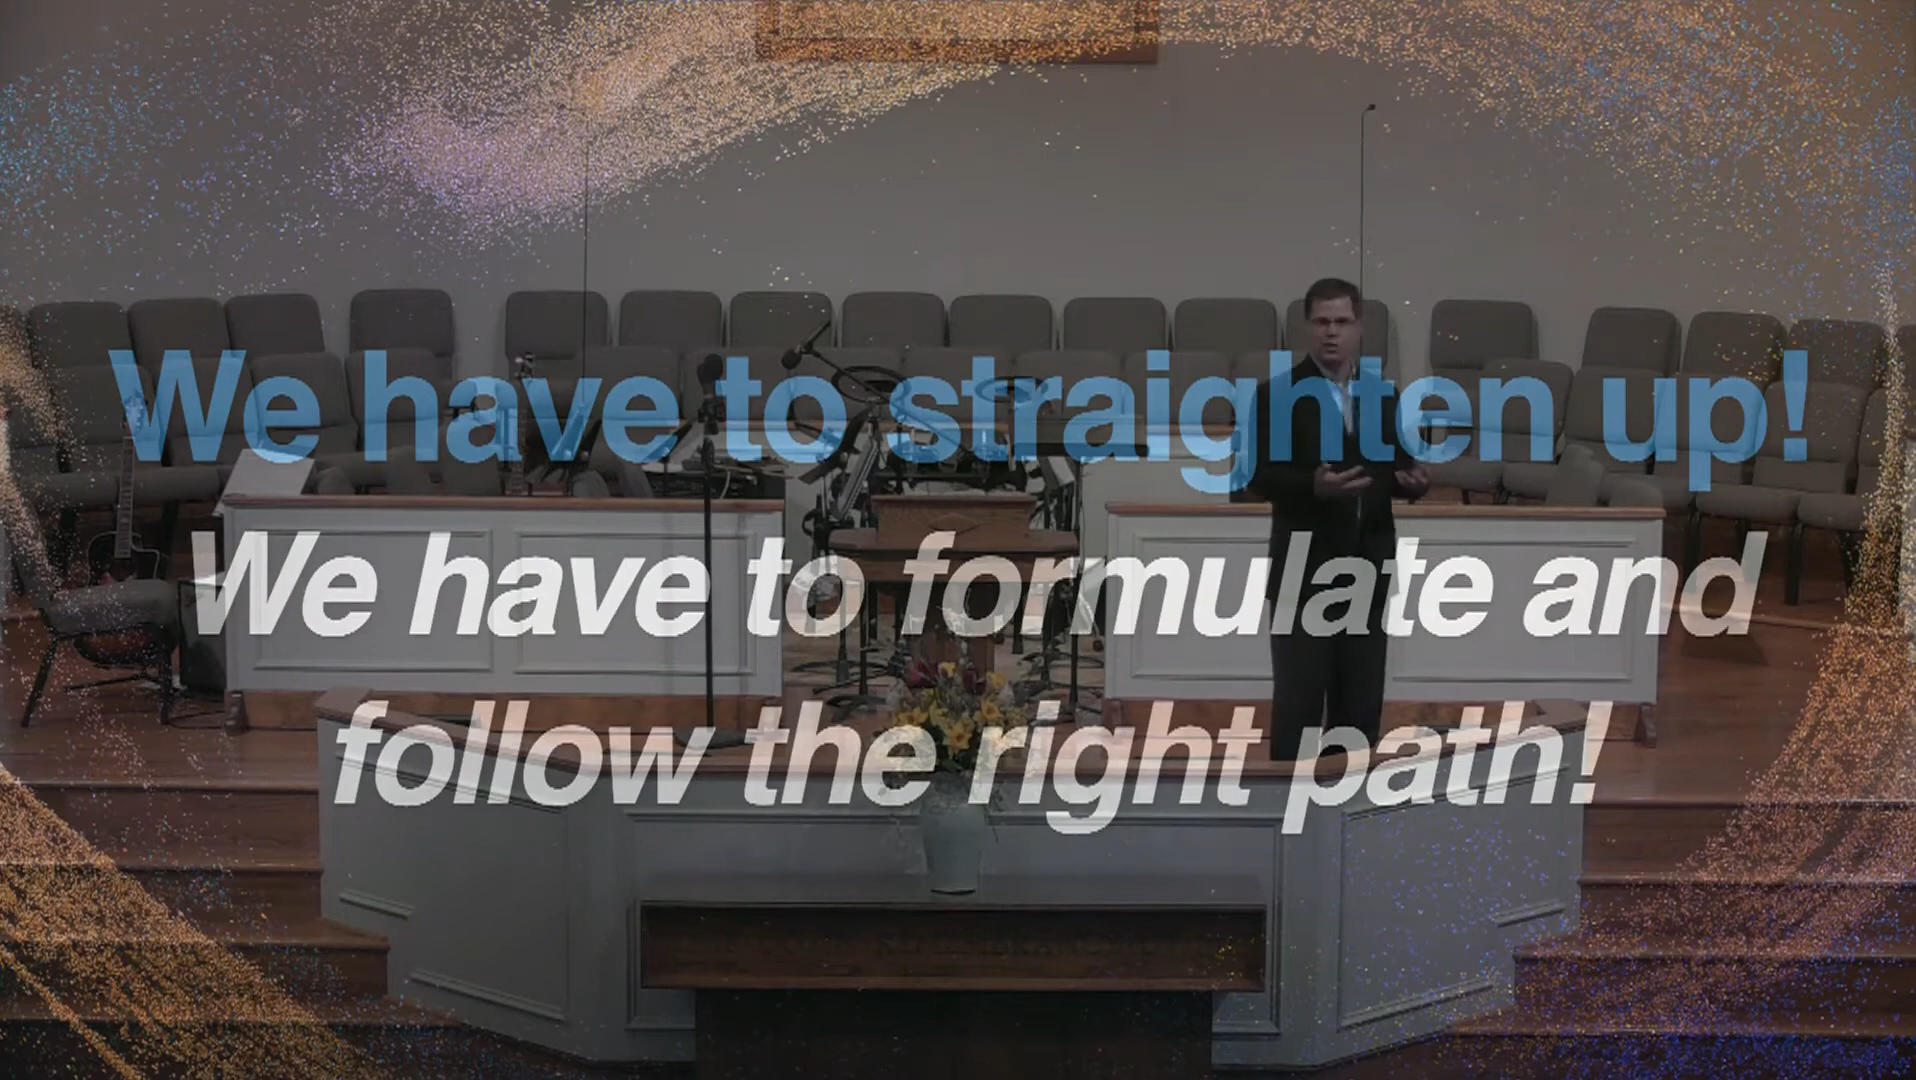 We have to straighten up!
We have to formulate and
follow the right path!